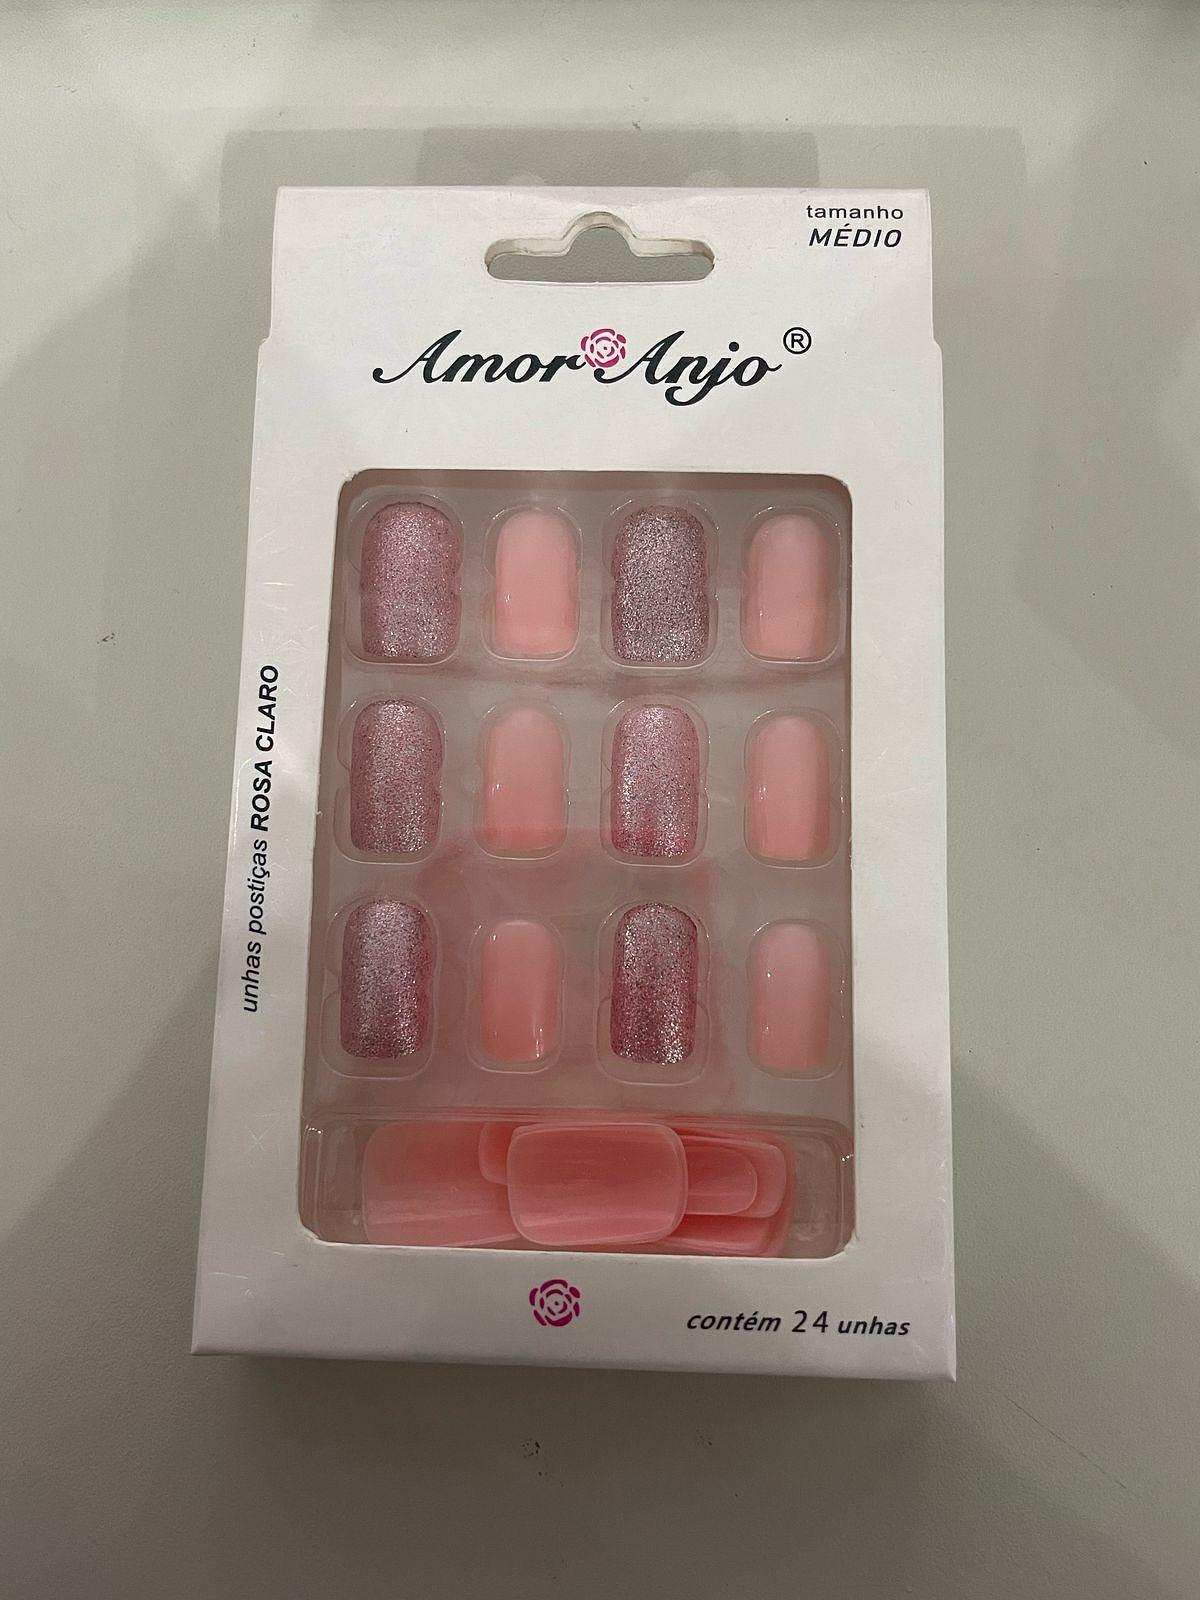 tamanho
MÉDIO
Amor Anjo ®
unhas postiças ROSA CLARO
contém 24 unhas